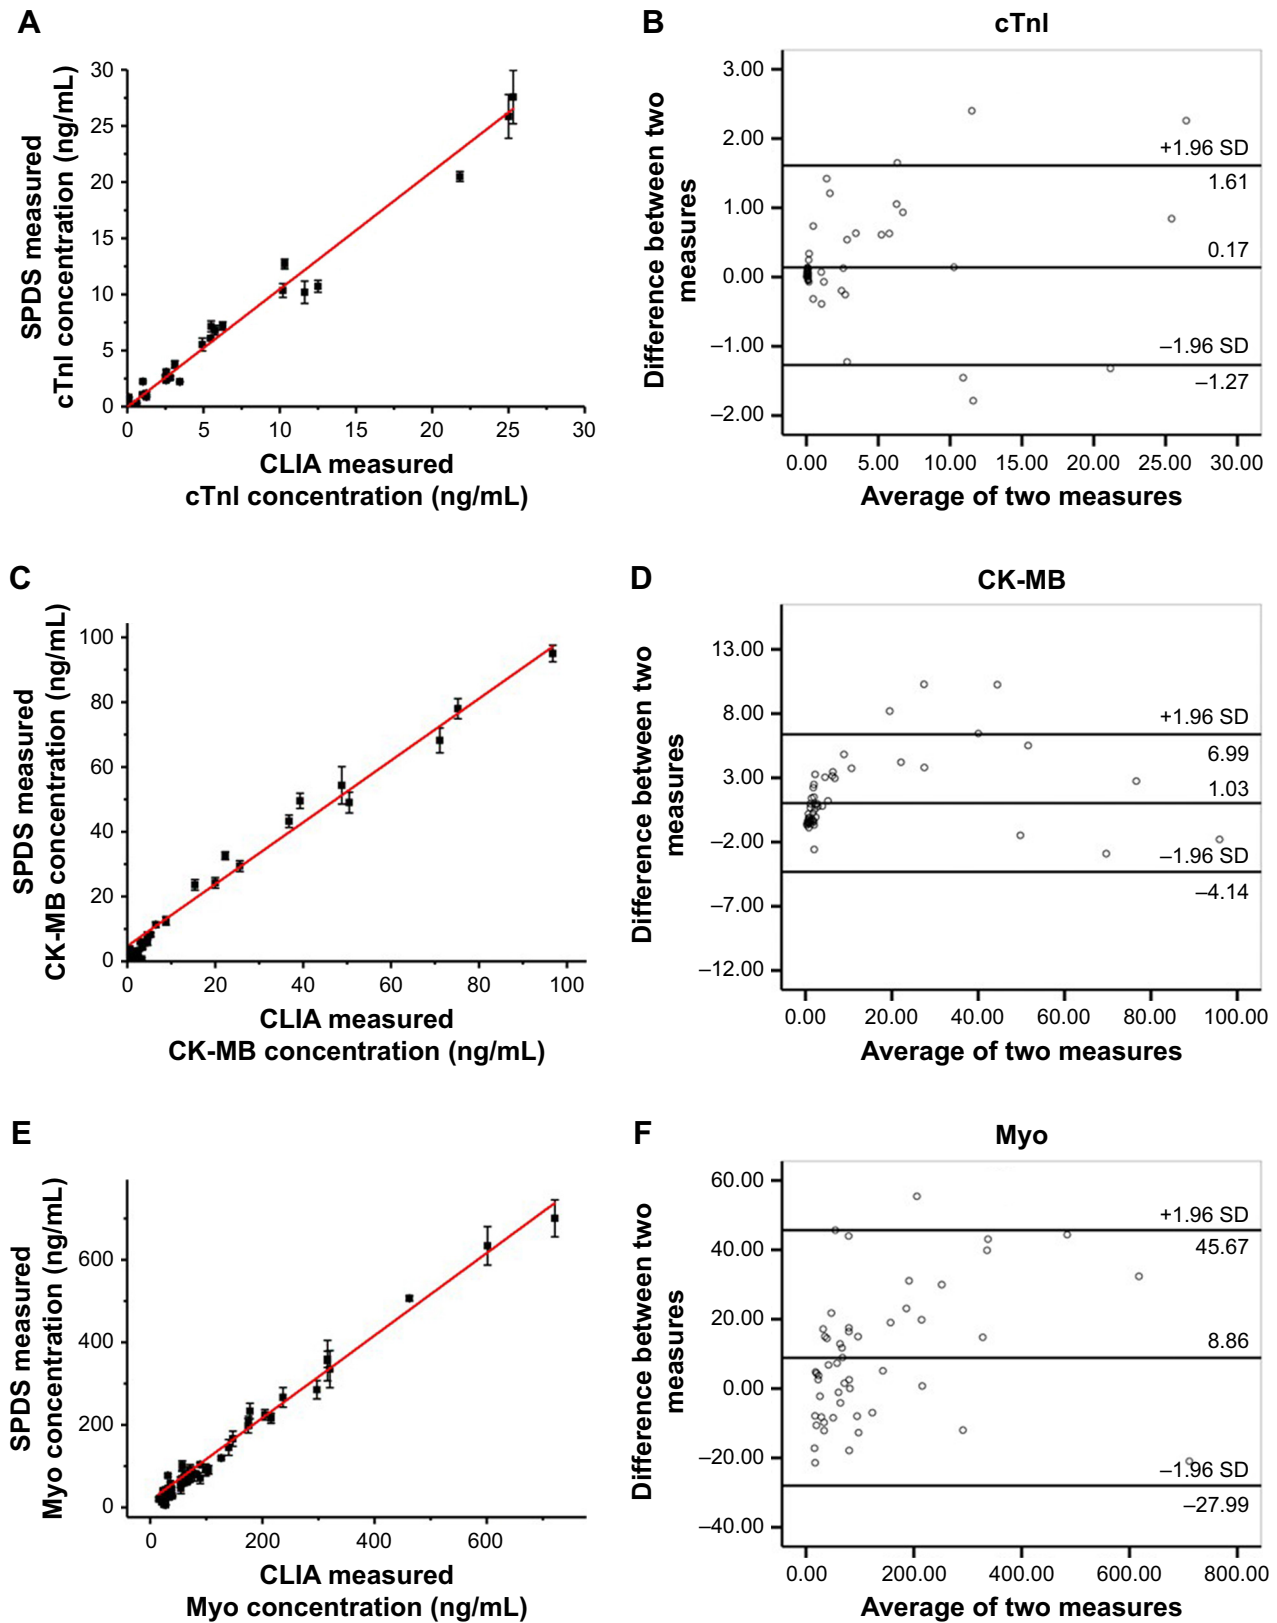 A
SPDS measured
cTnI concentration (ng/mL)
30
25
20
15
10
5
0
0 5 10 15 20 25 30
CLIA measured
cTnI concentration (ng/mL)
B
cTnI
Difference between two
measures
3.00
2.00
1.00
0.00
–1.00
–2.00
+1.96 SD
1.61
0.17
–1.96 SD
–1.27
0.00 5.00 10.00 15.00 20.00 25.00 30.00
Average of two measures
C
SPDS measured
CK-MB concentration (ng/mL)
100
80
60
40
20
0
0 20 40 60 80 100
CLIA measured
CK-MB concentration (ng/mL)
D
CK-MB
Difference between two
measures
13.00
8.00
3.00
–2.00
–7.00
–12.00
+1.96 SD
6.99
1.03
–1.96 SD
–4.14
0.00 20.00 40.00 60.00 80.00 100.00
Average of two measures
E
SPDS measured
Myo concentration (ng/mL)
600
400
200
0
0 200 400 600
CLIA measured
Myo concentration (ng/mL)
F
Myo
Difference between two
measures
60.00
40.00
20.00
0.00
–20.00
–40.00
+1.96 SD
45.67
8.86
–1.96 SD
–27.99
0.00 200.00 400.00 600.00 800.00
Average of two measures